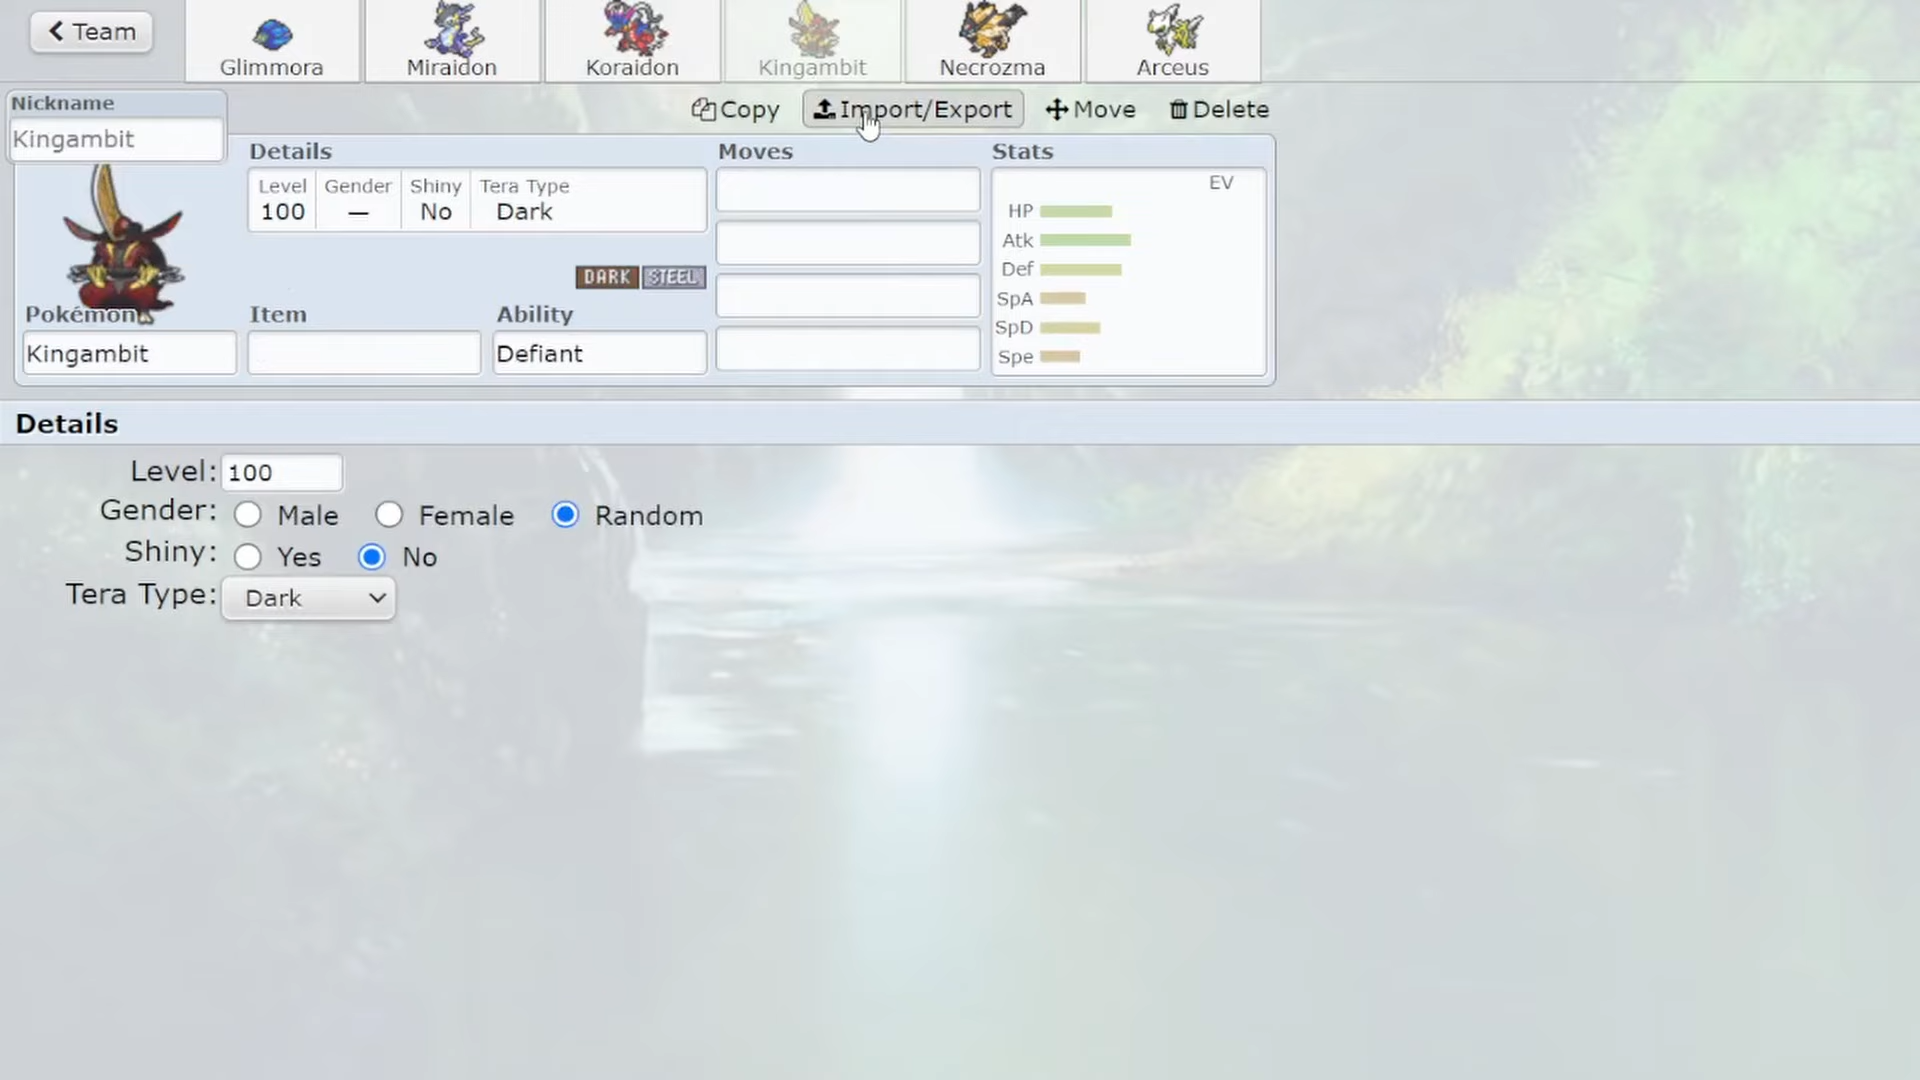 Team
Glimmora
Miraidon
Koraidon
Kingambit
Necrozma
Arceus
Nickname
Kingambit
Copy
Import/Export
Move
Delete
Details
Moves
Stats
Level
Gender
Shiny
Tera Type
100
—
No
Dark
EV
HP
Atk
Def
SpA
SpD
Spe
DARK STEEL
Pokémon
Item
Ability
Kingambit
Defiant
Details
Level: 100
Gender: Male Female Random
Shiny: Yes No
Tera Type: Dark